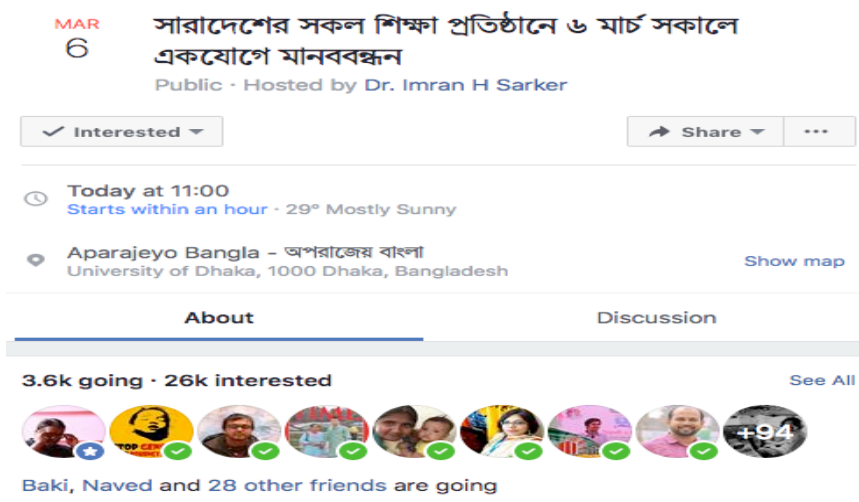 MAR
6
সারাদেশের সকল শিক্ষা প্রতিষ্ঠানে ৬ মার্চ সকালে
একযোগে মানববন্ধন
Public · Hosted by Dr. Imran H Sarker
Interested
Share
Today at 11:00
Starts within an hour · 29° Mostly Sunny
Aparajeyo Bangla - অপরাজেয় বাংলা
University of Dhaka, 1000 Dhaka, Bangladesh
Show map
About
Discussion
3.6k going · 26k interested
See All
+94
Baki, Naved and 28 other friends are going